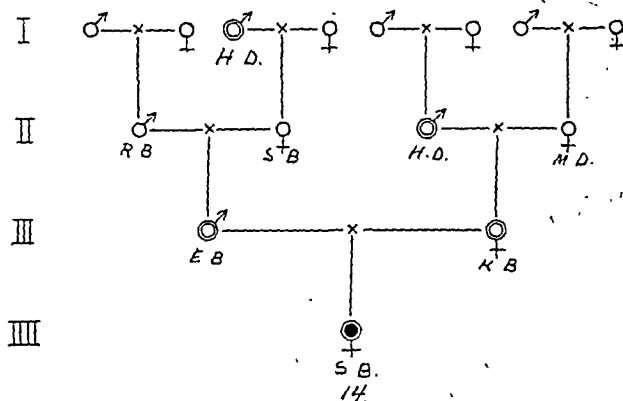 I
H D.
II
R B S B H.D. M D.
III
E B K B
IIII
S B.
14.